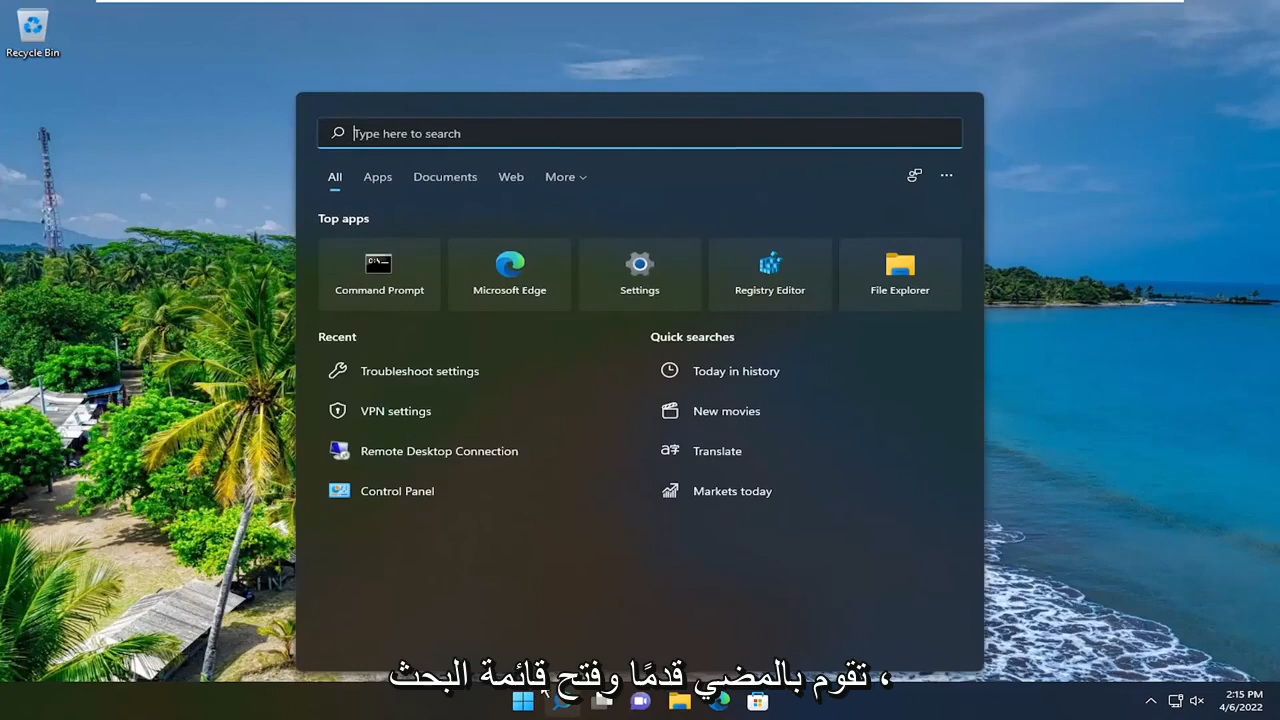 Recycle Bin
Type here to search
All Apps Documents Web More
Top apps
Command Prompt Microsoft Edge Settings Registry Editor File Explorer
Recent
Troubleshoot settings
VPN settings
Remote Desktop Connection
Control Panel
Quick searches
Today in history
New movies
Translate
Markets today
، تقوم بالمضي قدمًا وفتح قائمة البحث
2:15 PM
4/6/2022